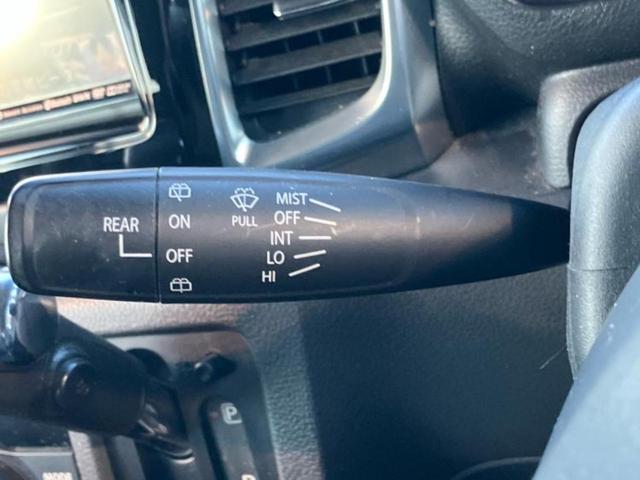 REAR
ON
OFF
PULL
MIST
OFF
INT
LO
HI
P